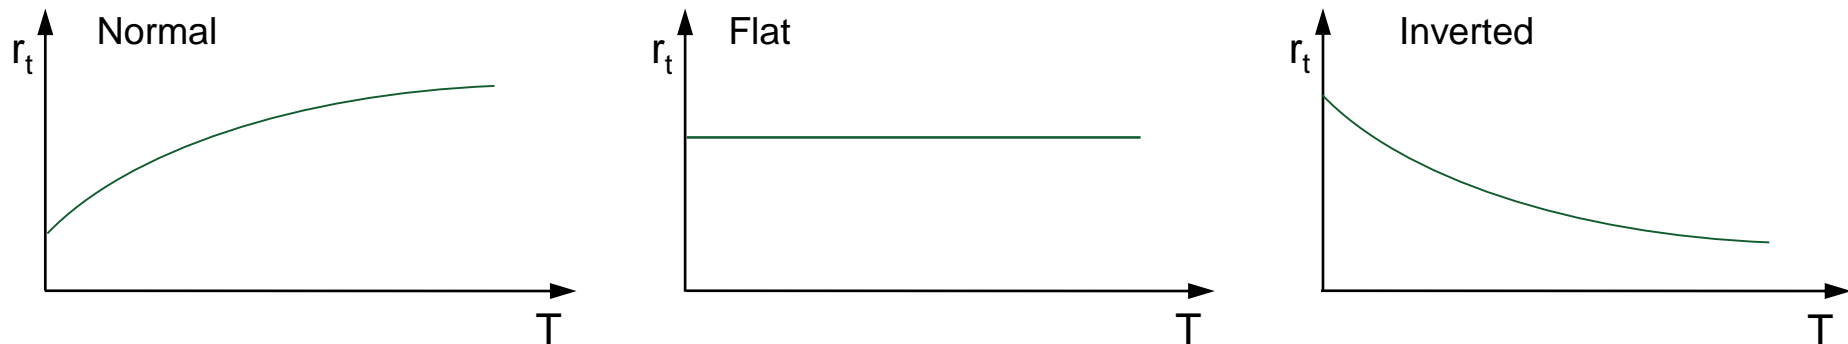 Normal
r_t
T
Flat
r_t
T
Inverted
r_t
T